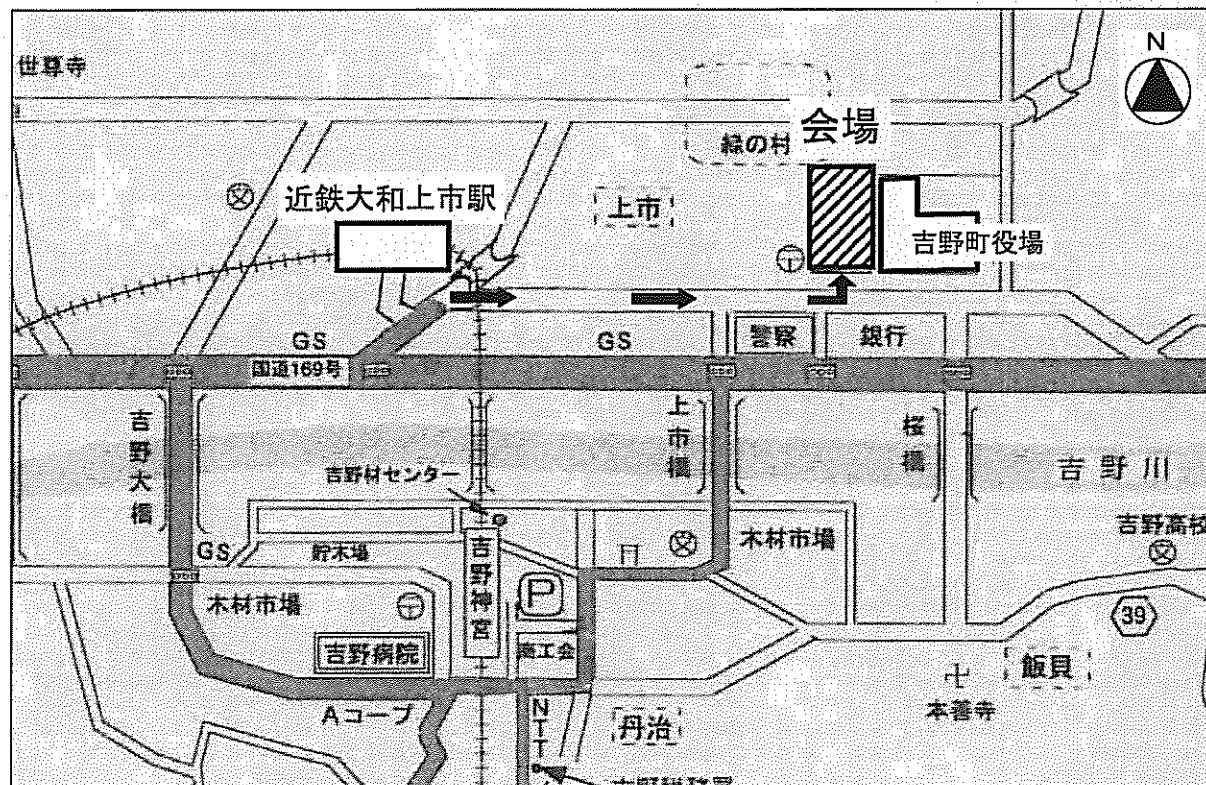 世尊寺
N
会場
緑の村
近鉄大和上市駅
上市
〒
吉野町役場
GS
GS
警察
銀行
国道169号
吉野大橋
上市橋
桜橋
吉野川
吉野材センター
吉野高校
GS
貯木場
吉野神宮
木材市場
木材市場
〒
P
39
吉野病院
商工会
飯貝
本善寺
Aコープ
NTT
丹治